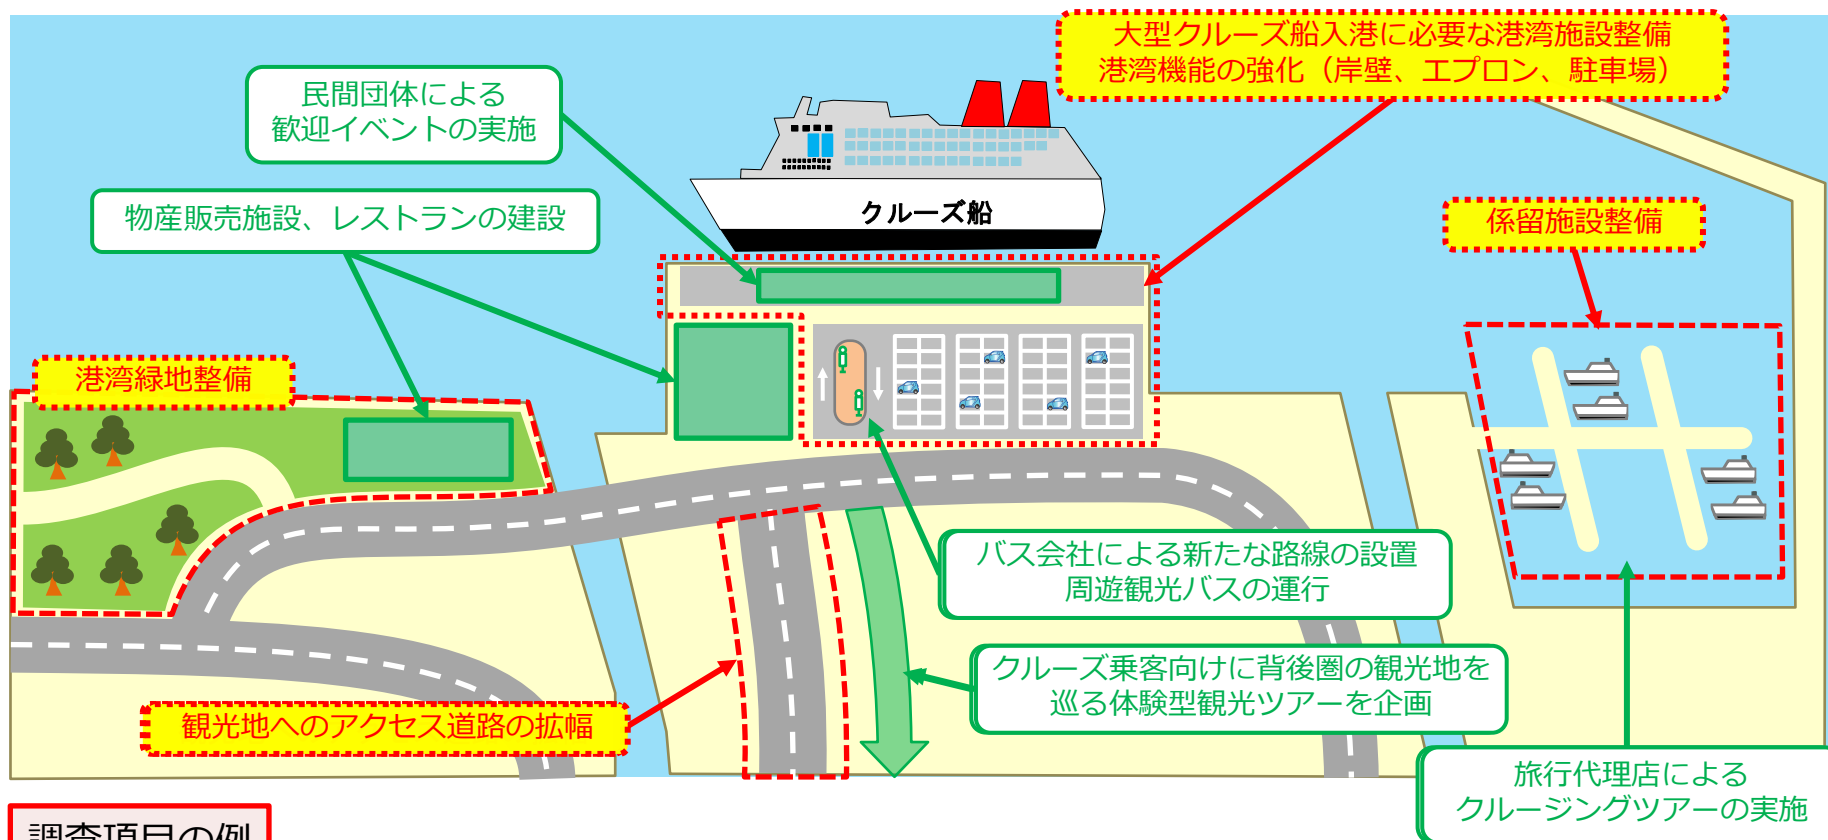 大型クルーズ船入港に必要な港湾施設整備
港湾機能の強化（岸壁、エプロン、駐車場）
民間団体による
歓迎イベントの実施
物産販売施設、レストランの建設
クルーズ船
係留施設整備
港湾緑地整備
バス会社による新たな路線の設置
周遊観光バスの運行
クルーズ乗客向けに背後圏の観光地を
巡る体験型観光ツアーを企画
観光地へのアクセス道路の拡幅
旅行代理店による
クルージングツアーの実施
調査項目の例